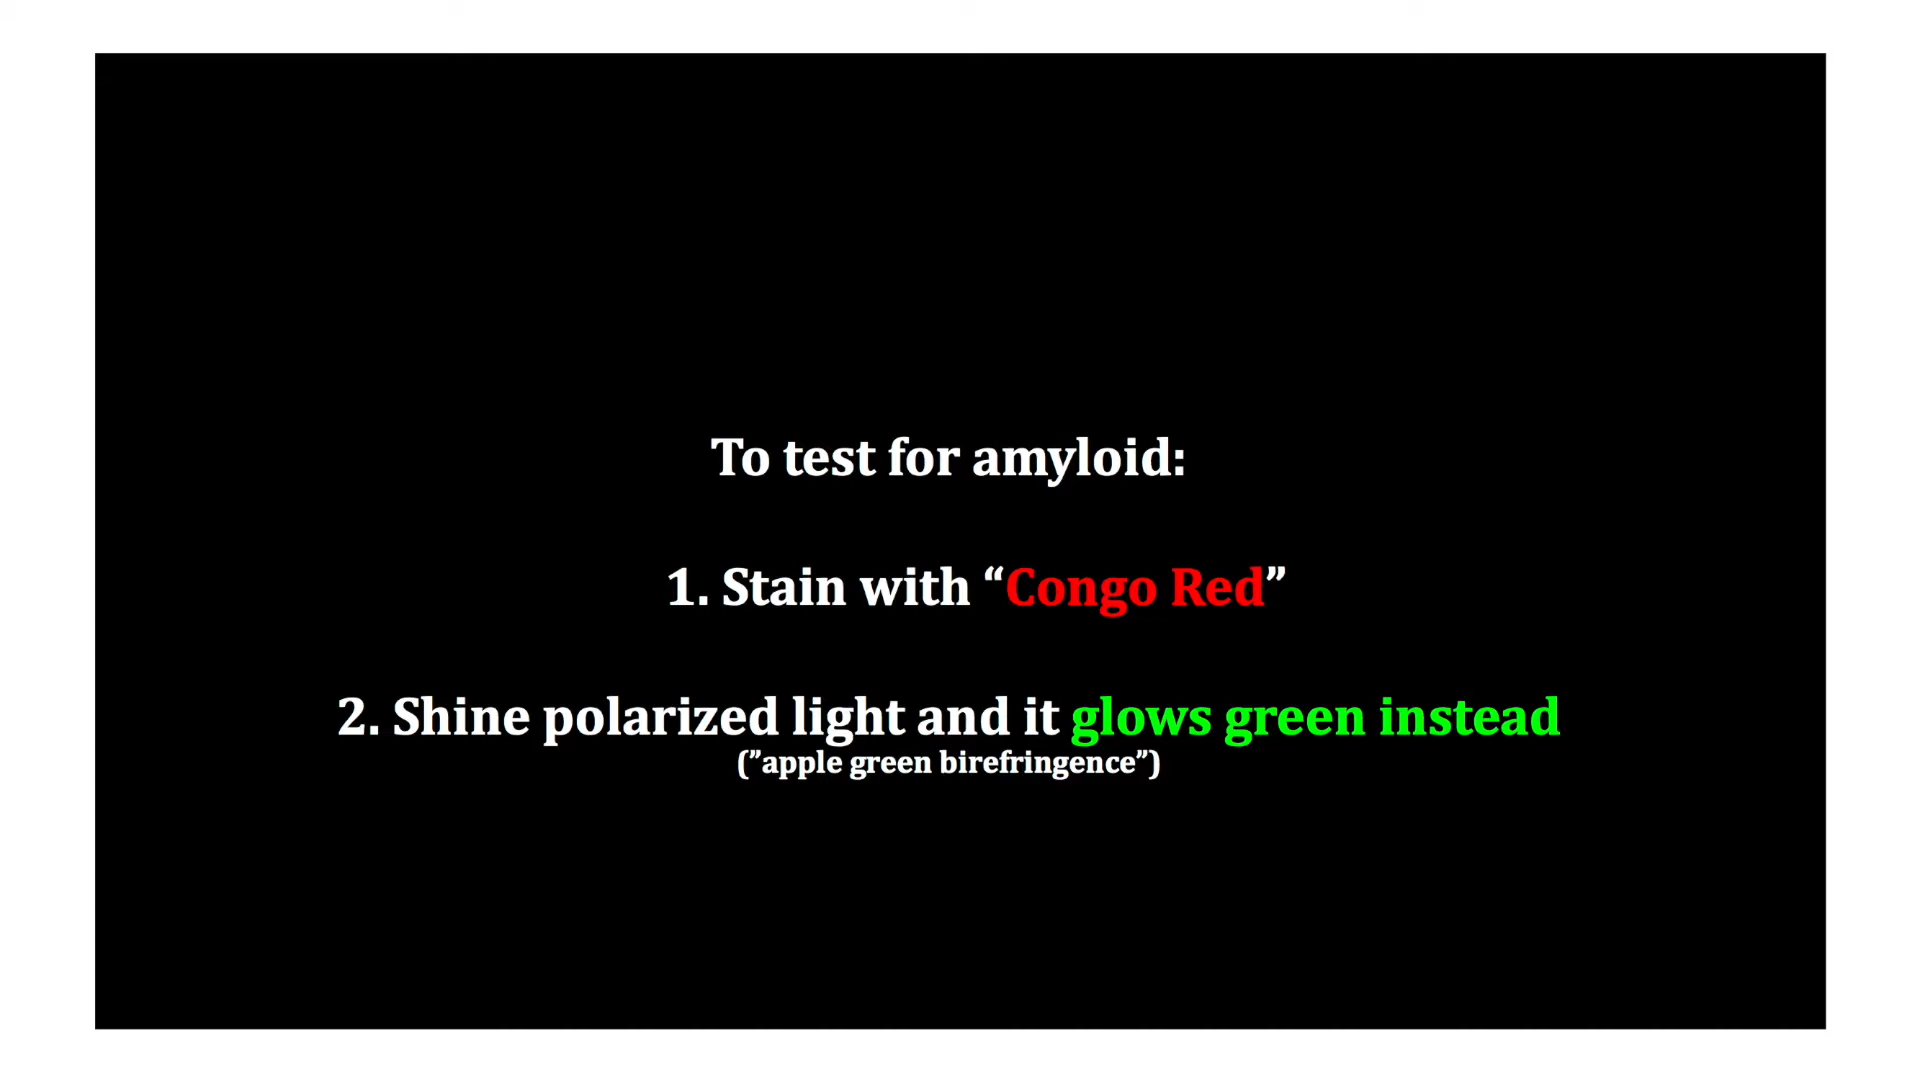 To test for amyloid:
1. Stain with “Congo Red”
2. Shine polarized light and it glows green instead
(”apple green birefringence”)